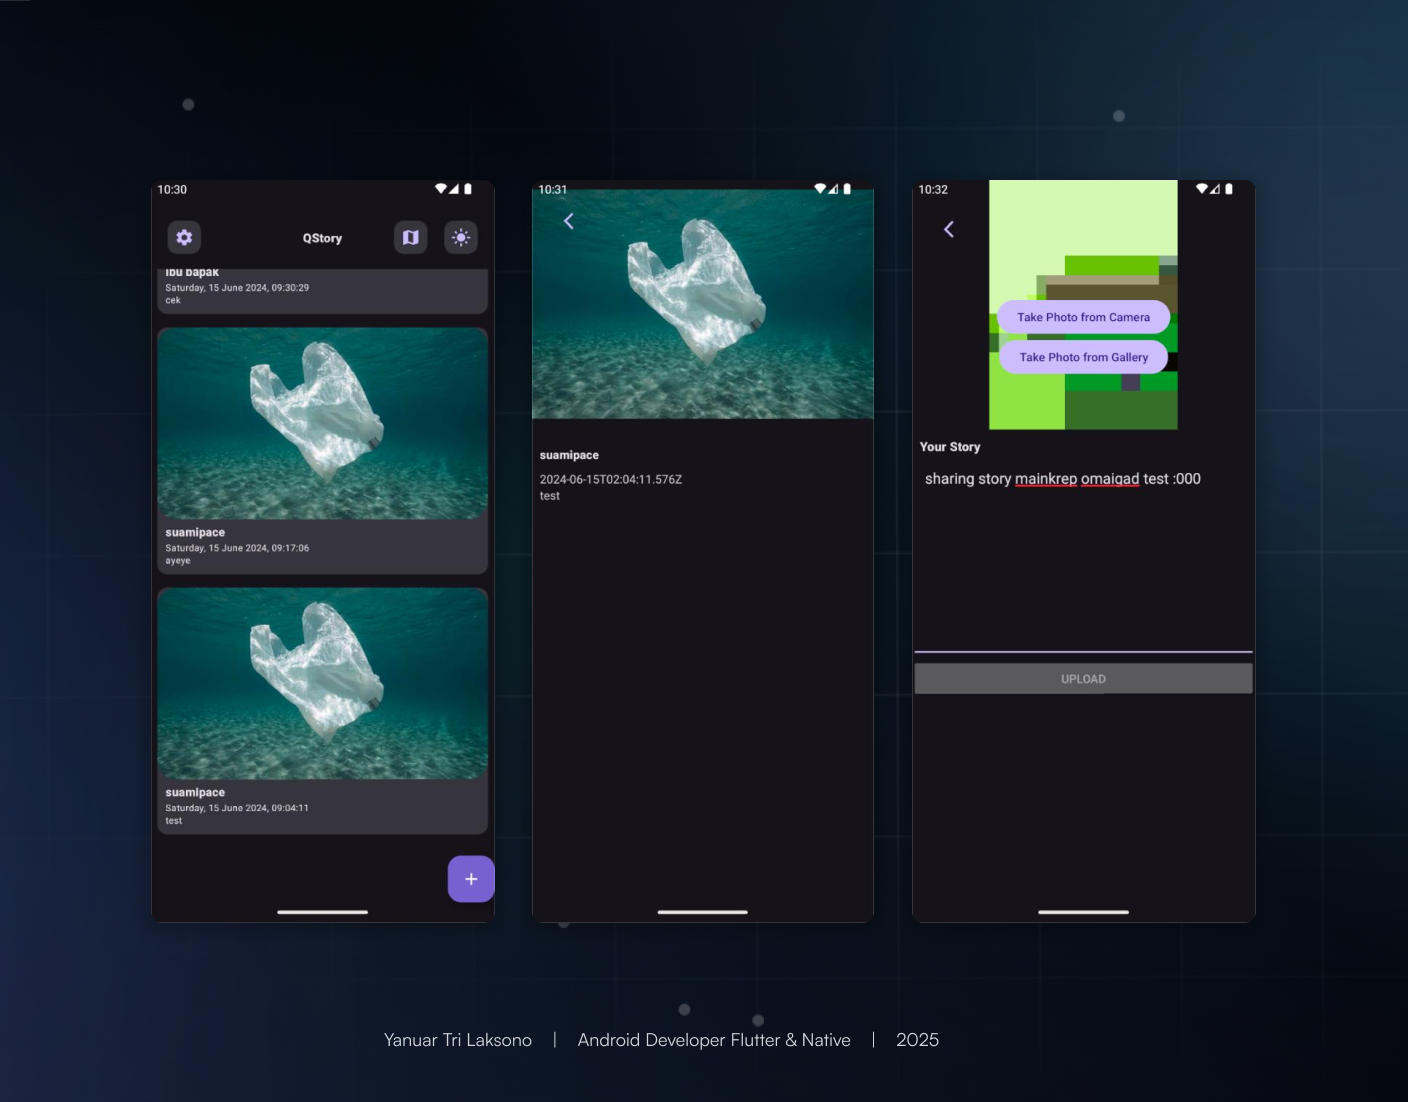 10:30
QStory
ibu bapak
Saturday, 15 June 2024, 09:30:29
cek
suamipace
Saturday, 15 June 2024, 09:17:06
ayeye
suamipace
Saturday, 15 June 2024, 09:04:11
test
+
10:31
suamipace
2024-06-15T02:04:11.576Z
test
10:32
Take Photo from Camera
Take Photo from Gallery
Your Story
sharing story mainkrep omaigad test :000
UPLOAD
Yanuar Tri Laksono | Android Developer Flutter & Native | 2025